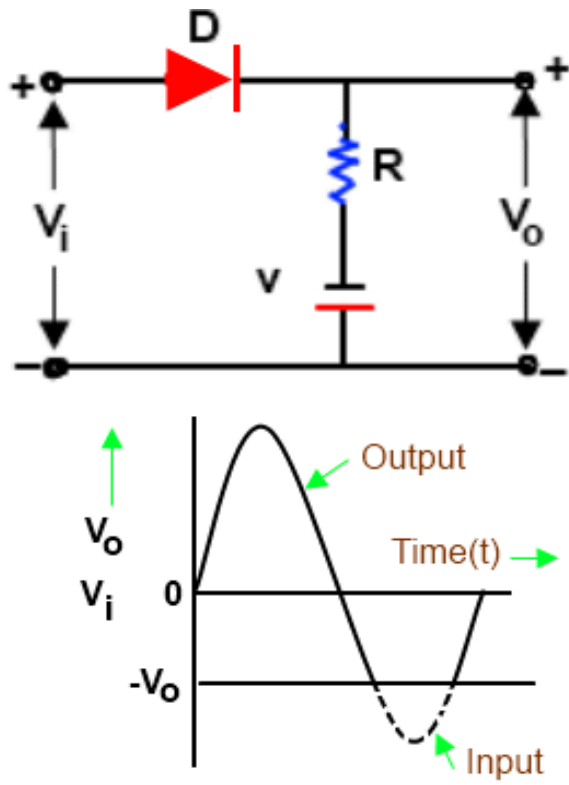 D
+ +
R
Vi Vo
v
− −
Output
Vo
Time(t)
Vi 0
-Vo
Input